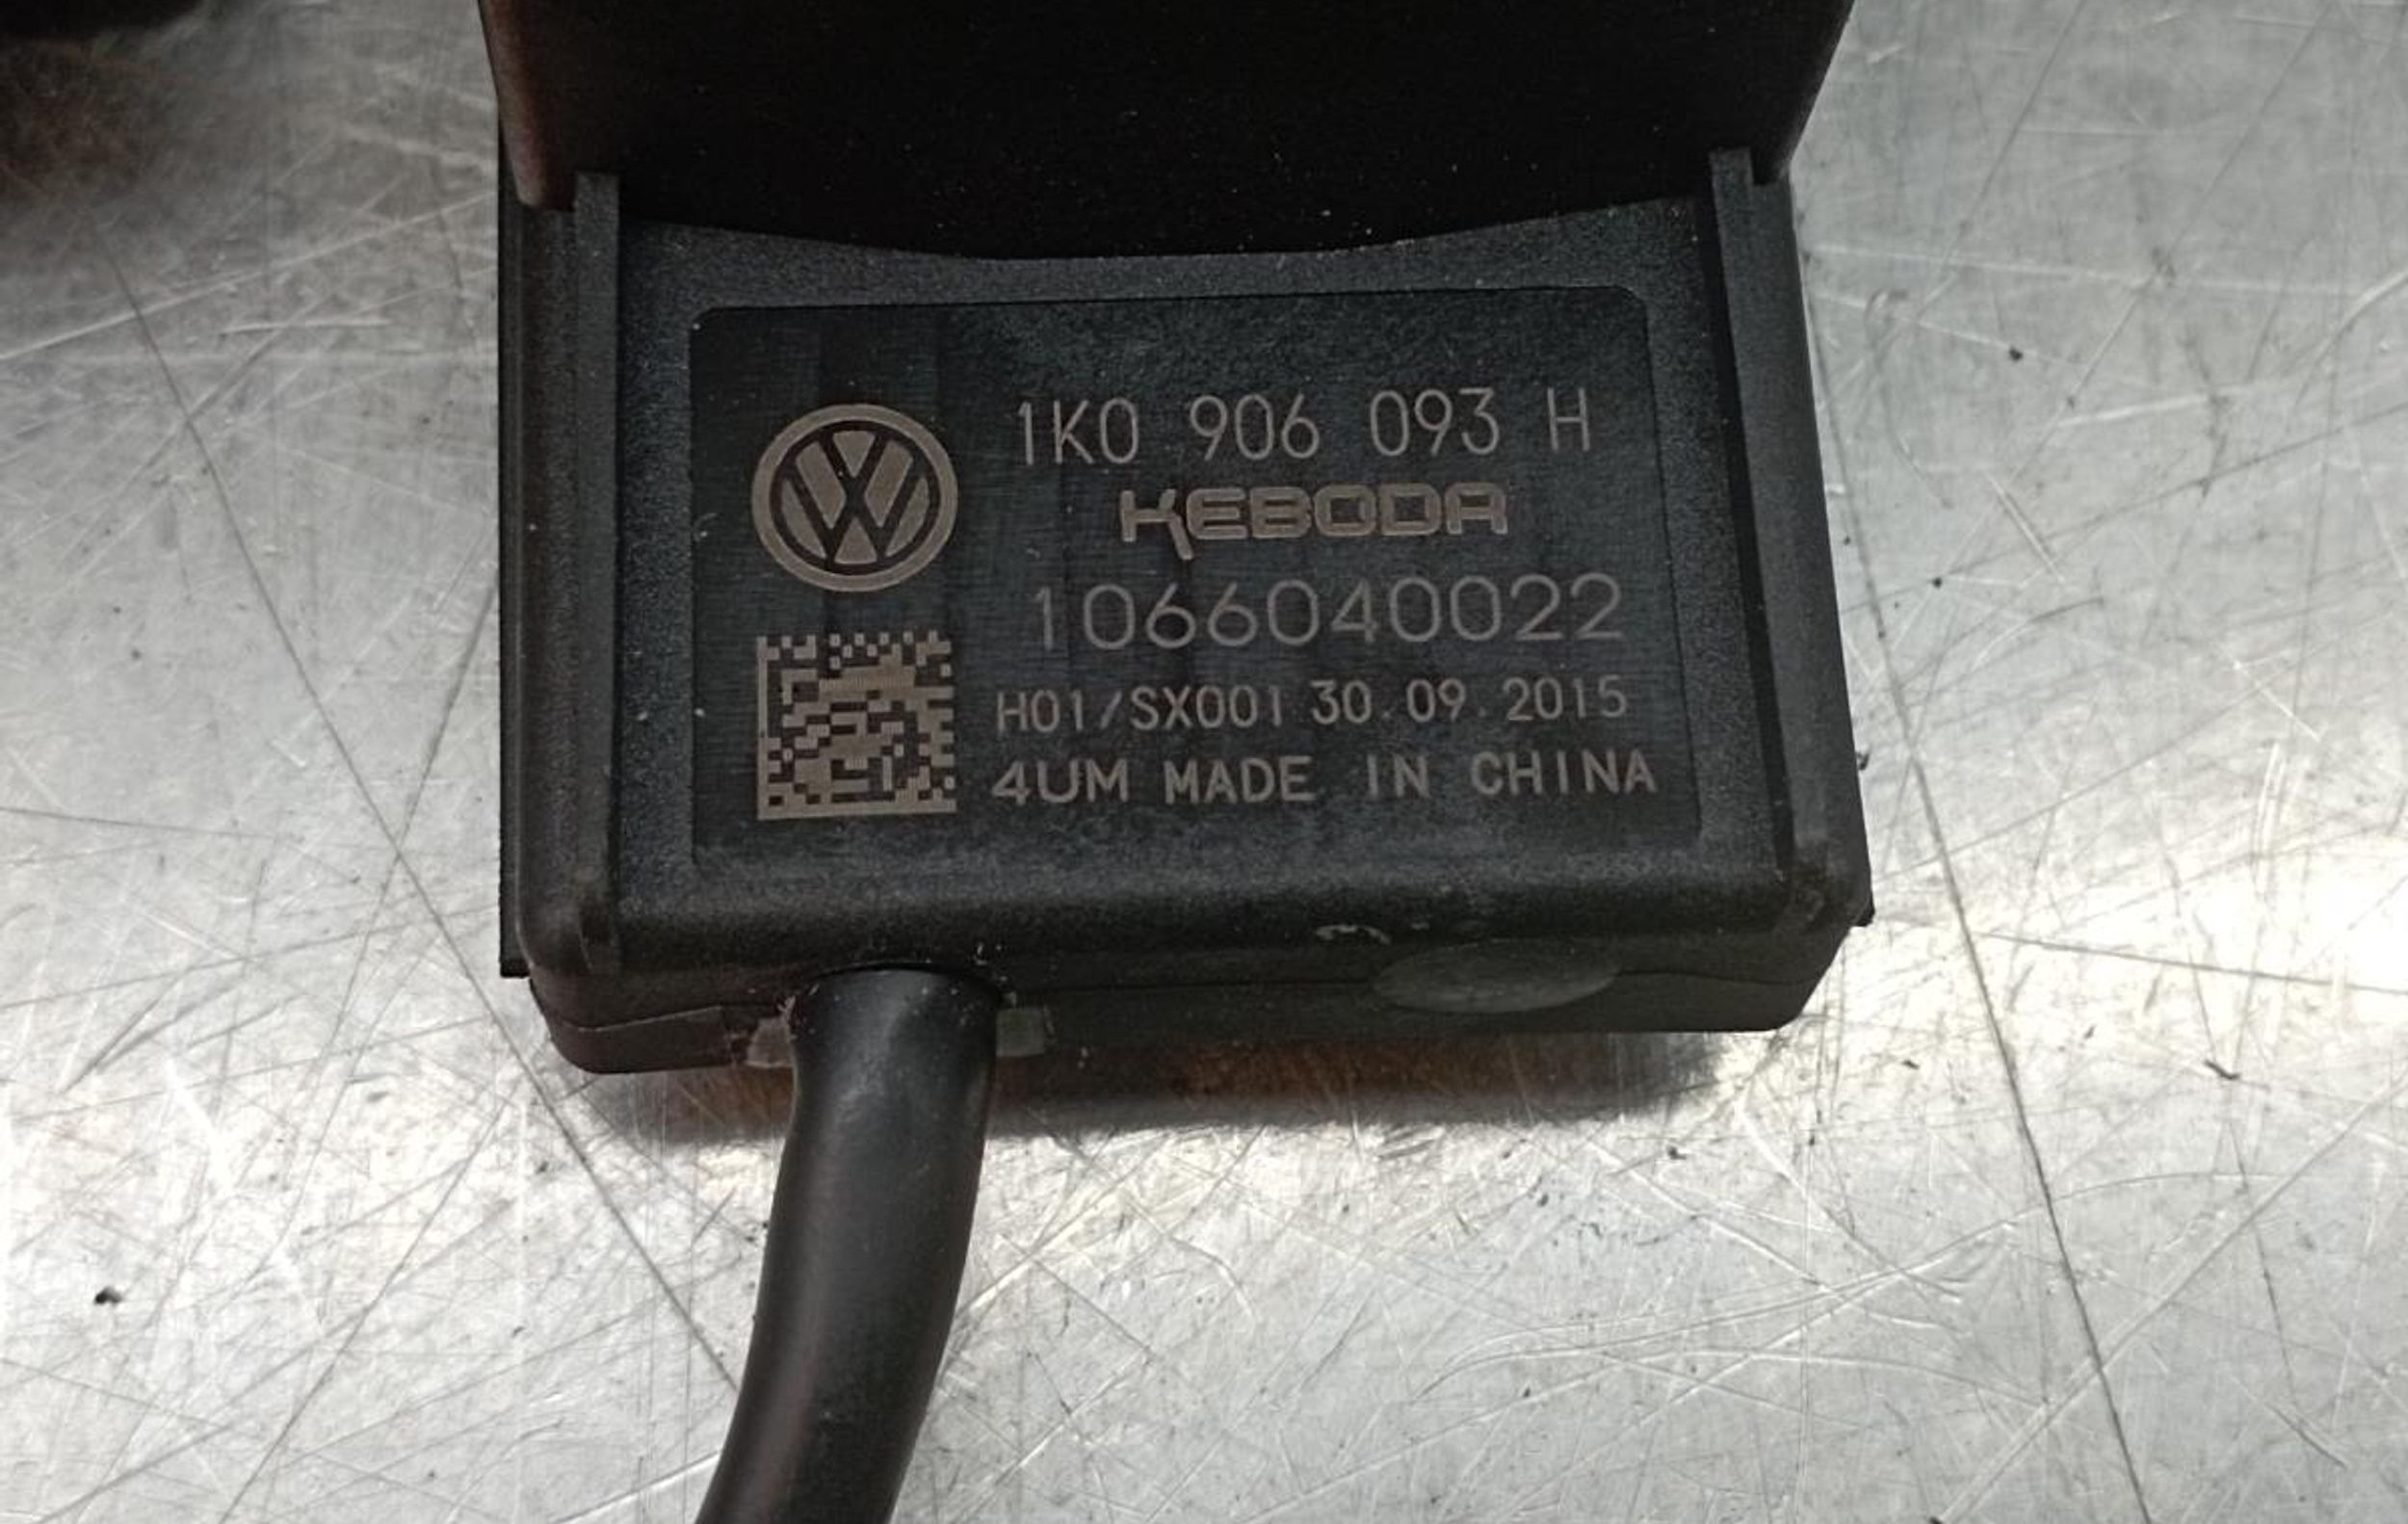 1K0 906 093 H
KEBODA
1066040022
H01/SX001 30.09.2015
4UM MADE IN CHINA